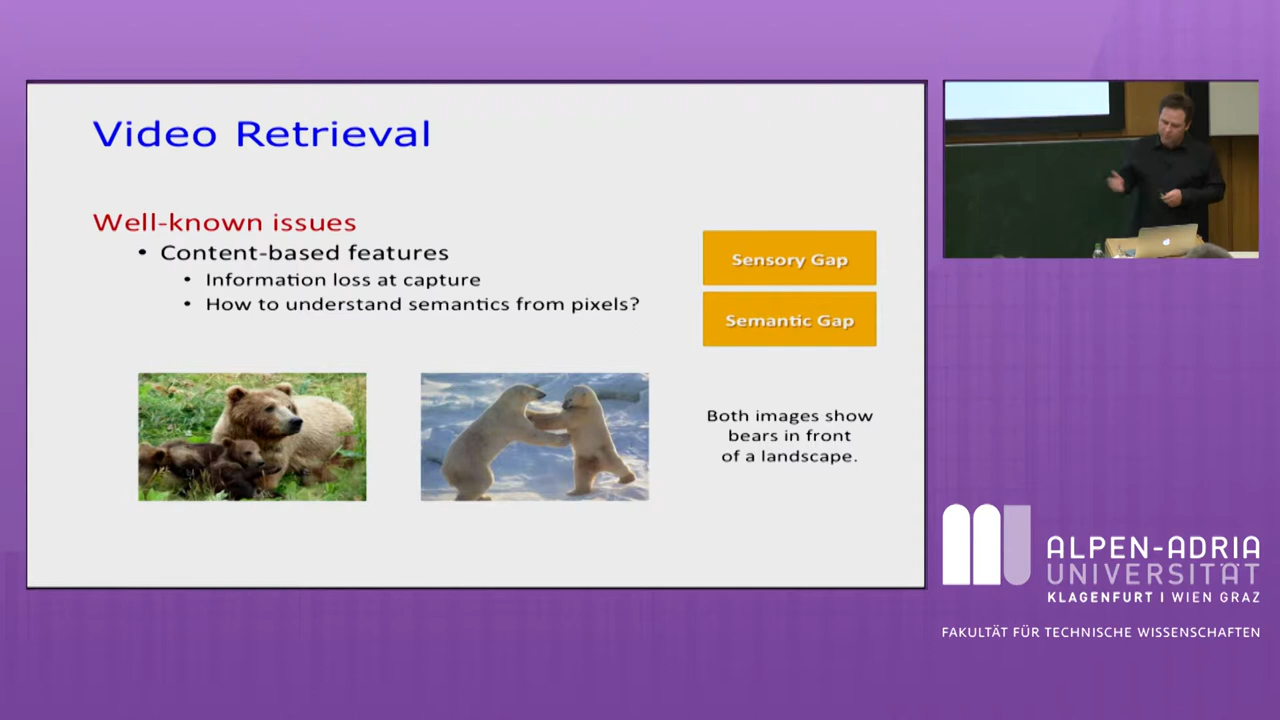 Video Retrieval
Well-known issues
• Content-based features
• Information loss at capture
• How to understand semantics from pixels?
Sensory Gap
Semantic Gap
Both images show
bears in front
of a landscape.
ALPEN-ADRIA
UNIVERSITÄT
KLAGENFURT I WIEN GRAZ
FAKULTÄT FÜR TECHNISCHE WISSENSCHAFTEN